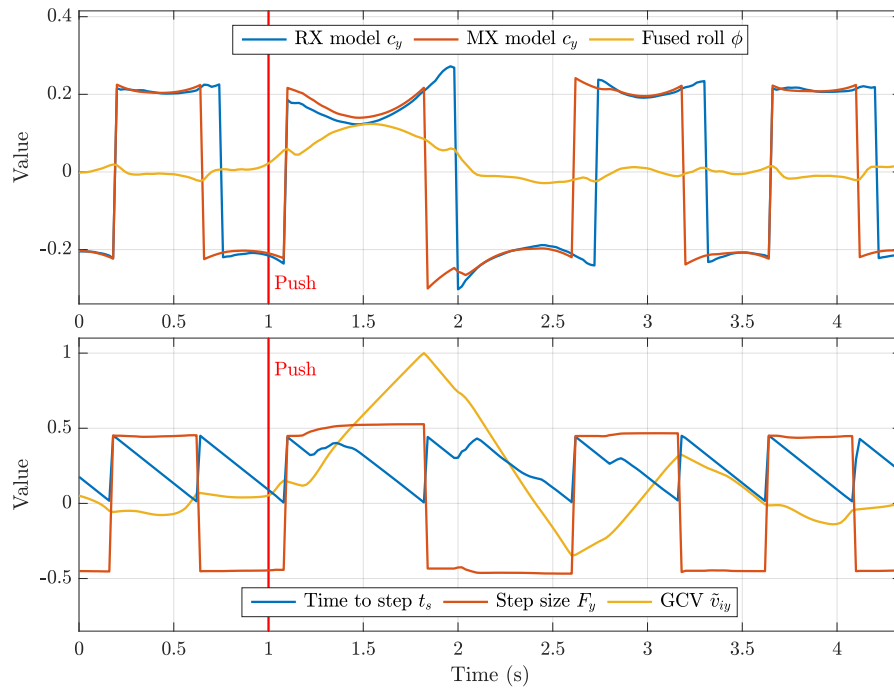 0.4
RX model c_y MX model c_y Fused roll ϕ
0.2
0
-0.2
Value
Push
0 0.5 1 1.5 2 2.5 3 3.5 4
1
Push
0.5
0
-0.5
Value
Time to step t_s Step size F_y GCV ṽ_iy
0 0.5 1 1.5 2 2.5 3 3.5 4
Time (s)